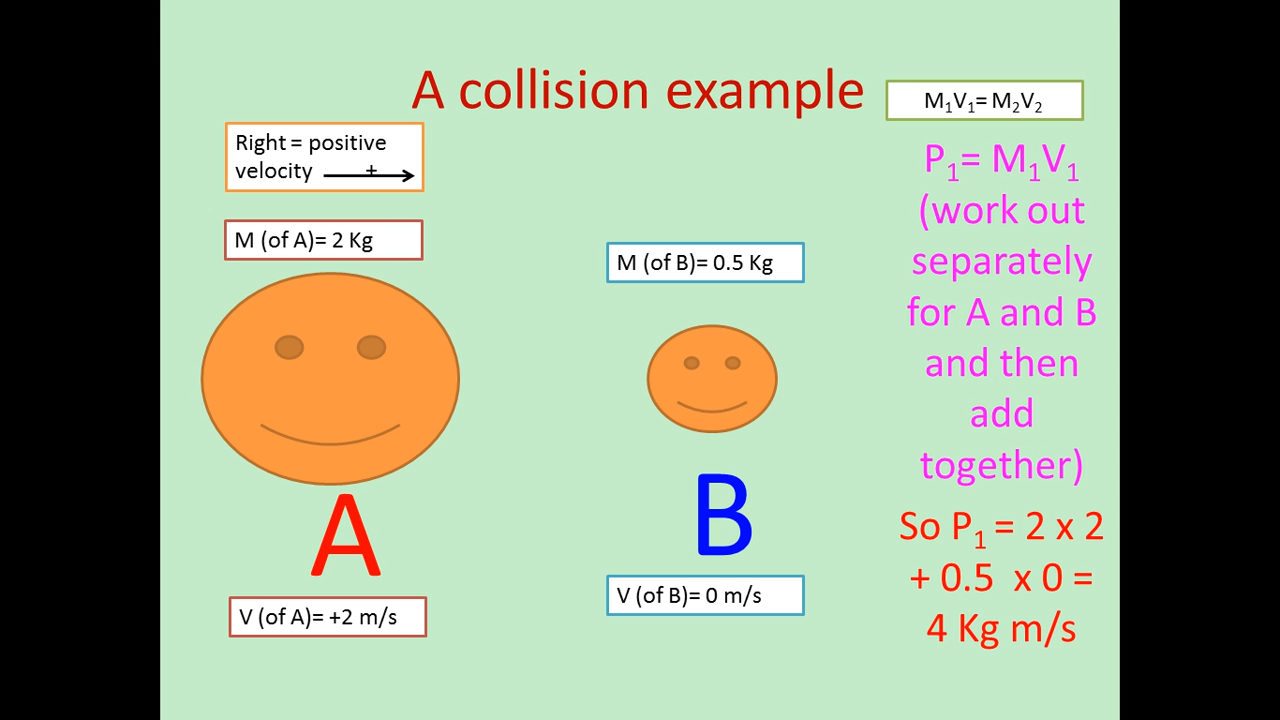 A collision example
M₁V₁= M₂V₂
Right = positive
velocity +
M (of A)= 2 Kg
M (of B)= 0.5 Kg
A
B
V (of A)= +2 m/s
V (of B)= 0 m/s
P₁= M₁V₁
(work out
separately
for A and B
and then
add
together)
So P₁ = 2 x 2
+ 0.5 x 0 =
4 Kg m/s